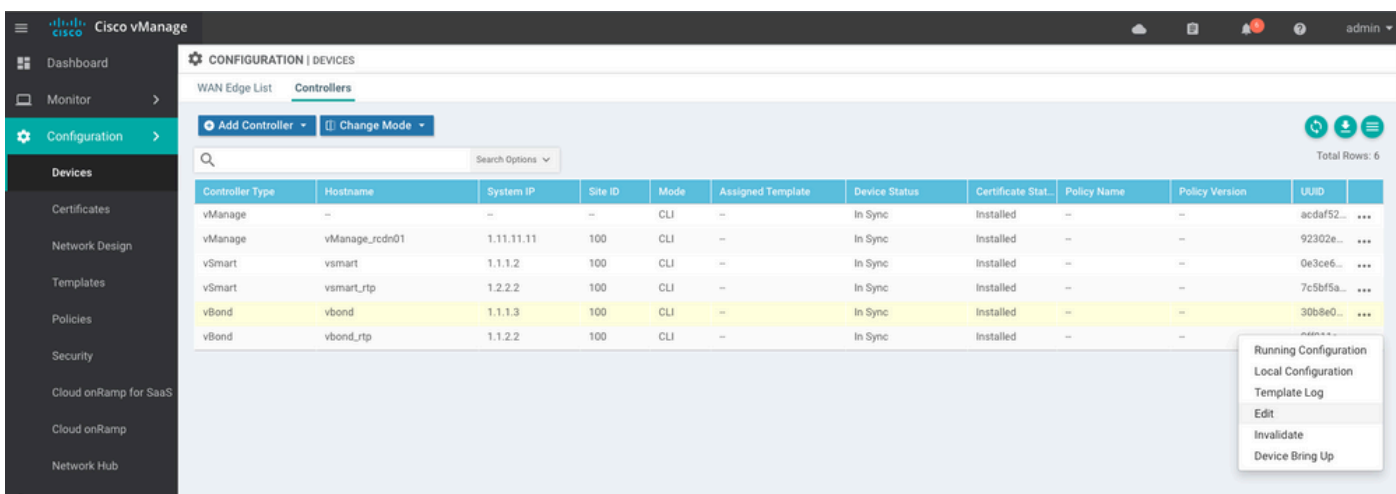 cisco Cisco vManage admin
Dashboard
Monitor
Configuration
Devices
Certificates
Network Design
Templates
Policies
Security
Cloud onRamp for SaaS
Cloud onRamp
Network Hub
CONFIGURATION | DEVICES
WAN Edge List Controllers
Add Controller Change Mode
Search Options
Total Rows: 6
Controller Type Hostname System IP Site ID Mode Assigned Template Device Status Certificate Stat... Policy Name Policy Version UUID
vManage -- -- -- CLI -- In Sync Installed -- -- acdaf52... •••
vManage vManage_rcdn01 1.11.11.11 100 CLI -- In Sync Installed -- -- 92302e... •••
vSmart vsmart 1.1.1.2 100 CLI -- In Sync Installed -- -- 0e3ce6... •••
vSmart vsmart_rtp 1.2.2.2 100 CLI -- In Sync Installed -- -- 7c5bf5a... •••
vBond vbond 1.1.1.3 100 CLI -- In Sync Installed -- -- 30b8e0... •••
vBond vbond_rtp 1.1.2.2 100 CLI -- In Sync Installed -- --
Running Configuration
Local Configuration
Template Log
Edit
Invalidate
Device Bring Up